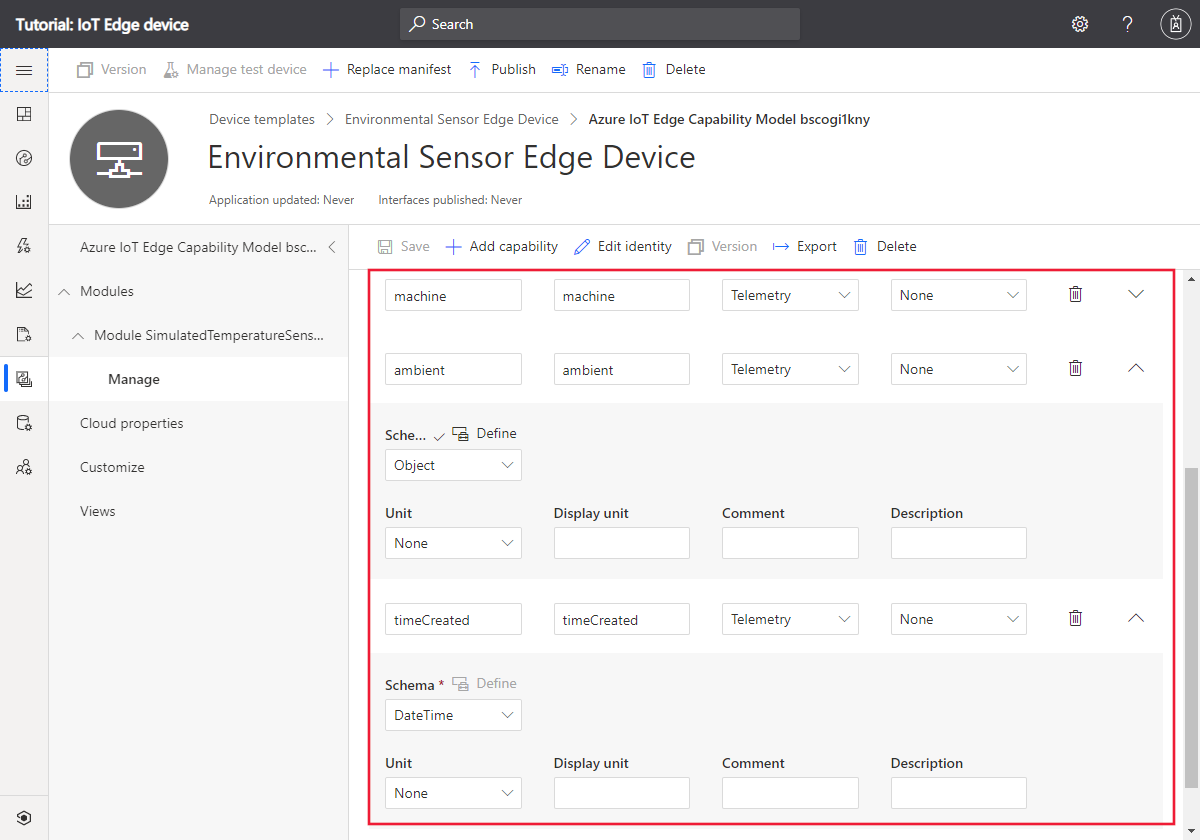 Tutorial: IoT Edge device
Search
?
Version
Manage test device
Replace manifest
Publish
Rename
Delete
Device templates > Environmental Sensor Edge Device > Azure IoT Edge Capability Model bscogi1kny
Environmental Sensor Edge Device
Application updated: Never Interfaces published: Never
Azure IoT Edge Capability Model bsc...
Modules
Module SimulatedTemperatureSens...
Manage
Cloud properties
Customize
Views
Save Add capability Edit identity Version Export Delete
machine machine Telemetry None
ambient ambient Telemetry None
Sche... Define
Object
Unit Display unit Comment Description
None
timeCreated timeCreated Telemetry None
Schema * Define
DateTime
Unit Display unit Comment Description
None